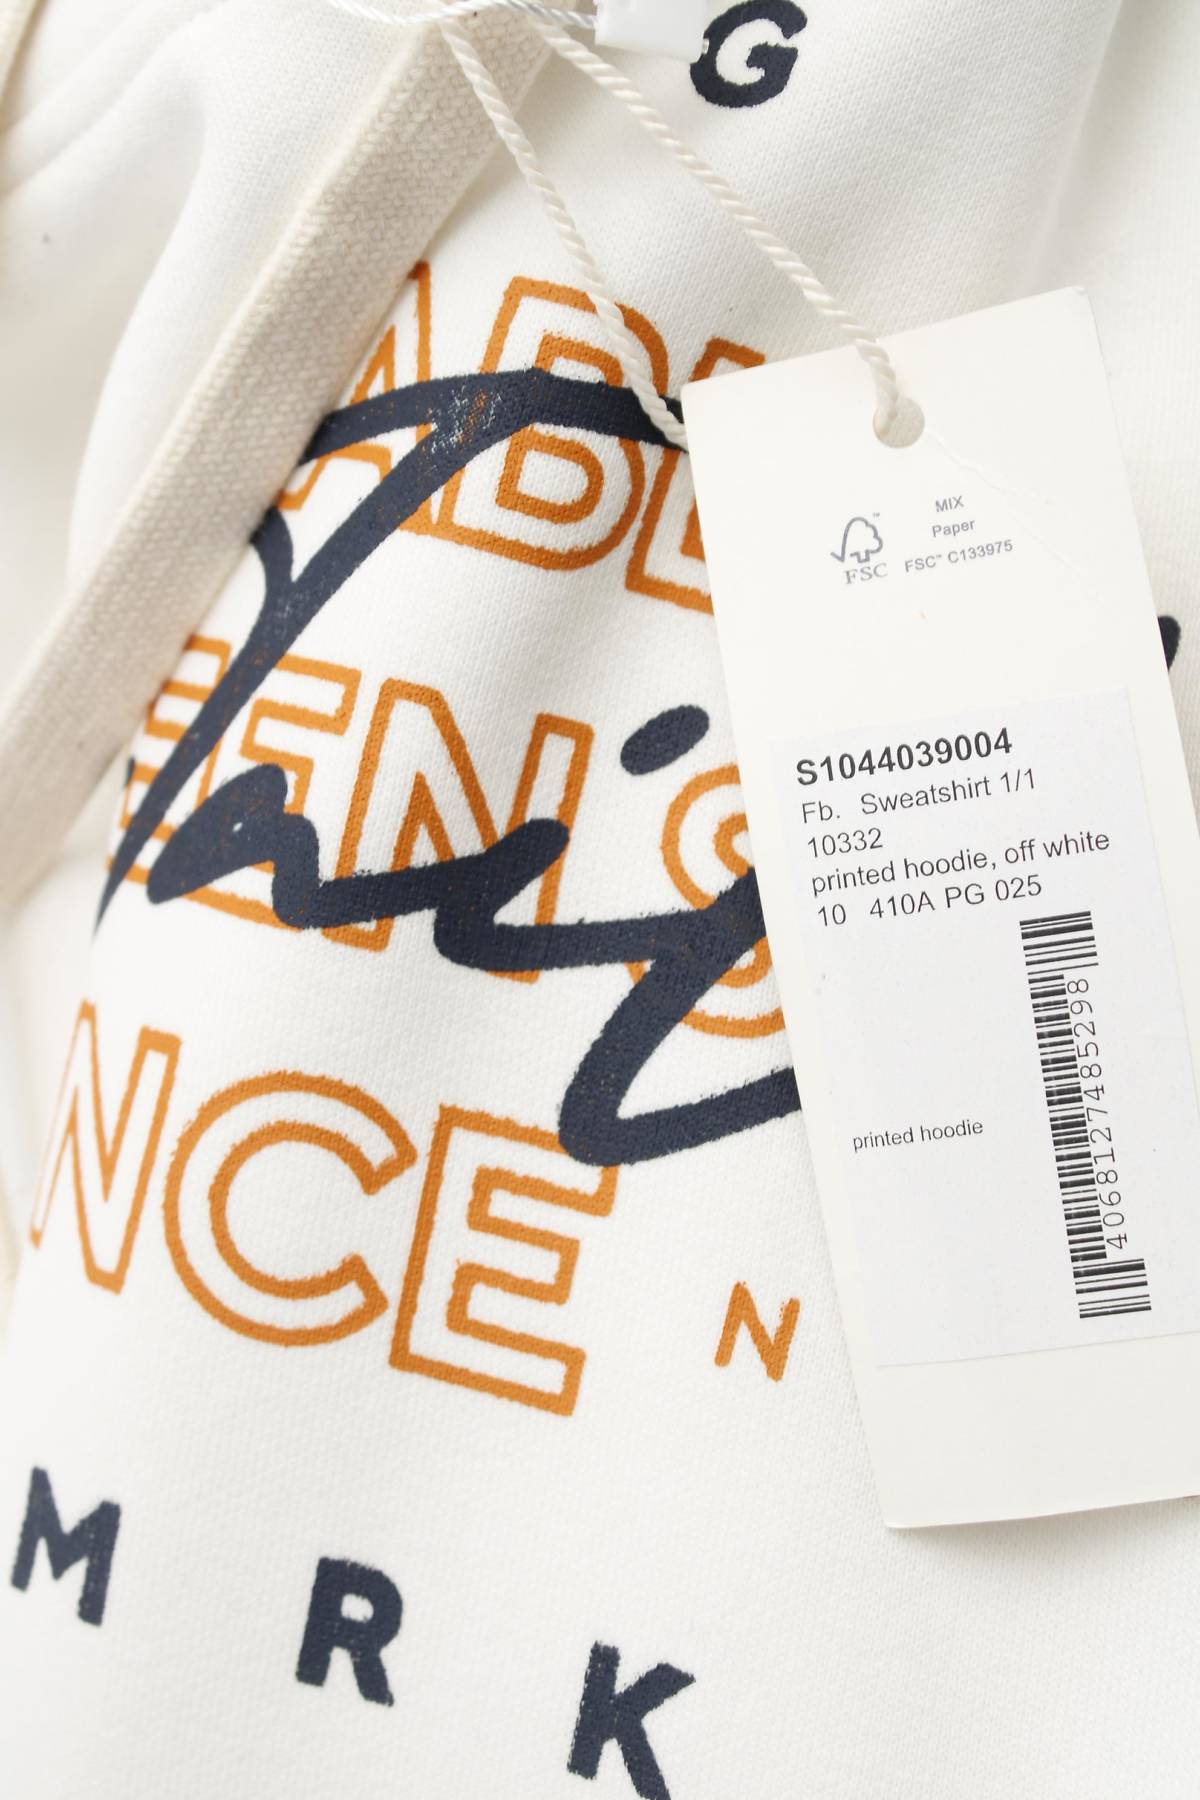 G
MIX
Paper
FSC™ C133975
FSC
S1044039004
Fb. Sweatshirt 1/1
10332
printed hoodie, off white
10 410A PG 025
4068127485298
printed hoodie
NCE
N
M R K